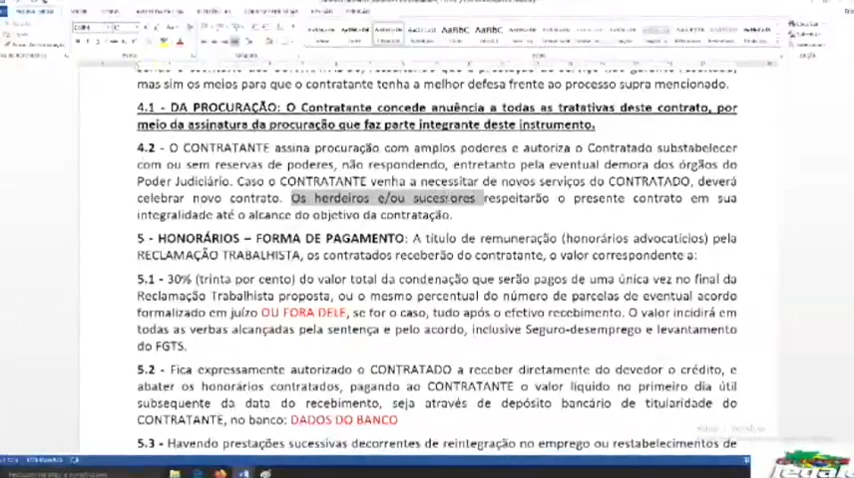 mas sim os meios para que o contratante tenha a melhor defesa frente ao processo supra mencionado.
4.1 - DA PROCURAÇÃO: O Contratante concede anuência a todas as tratativas deste contrato, por
meio da assinatura da procuração que faz parte integrante deste instrumento.
4.2 - O CONTRATANTE assina procuração com amplos poderes e autoriza o Contratado substabelecer
com ou sem reservas de poderes, não respondendo, entretanto pela eventual demora dos órgãos do
Poder Judiciário. Caso o CONTRATANTE venha a necessitar de novos serviços do CONTRATADO, deverá
celebrar novo contrato. Os herdeiros e/ou sucessores respeitarão o presente contrato em sua
integralidade até o alcance do objetivo da contratação.
5 - HONORÁRIOS – FORMA DE PAGAMENTO: A título de remuneração (honorários advocatícios) pela
RECLAMAÇÃO TRABALHISTA, os contratados receberão do contratante, o valor correspondente a:
5.1 - 30% (trinta por cento) do valor total da condenação que serão pagos de uma única vez no final da
Reclamação Trabalhista proposta, ou o mesmo percentual do número de parcelas de eventual acordo
formalizado em juízo OU FORA DELE, se for o caso, tudo após o efetivo recebimento. O valor incidirá em
todas as verbas alcançadas pela sentença e pelo acordo, inclusive Seguro-desemprego e levantamento
do FGTS.
5.2 - Fica expressamente autorizado o CONTRATADO a receber diretamente do devedor o crédito, e
abater os honorários contratados, pagando ao CONTRATANTE o valor líquido no primeiro dia útil
subsequente da data do recebimento, seja através de depósito bancário de titularidade do
CONTRATANTE, no banco: DADOS DO BANCO
5.3 - Havendo prestações sucessivas decorrentes de reintegração no emprego ou restabelecimentos de